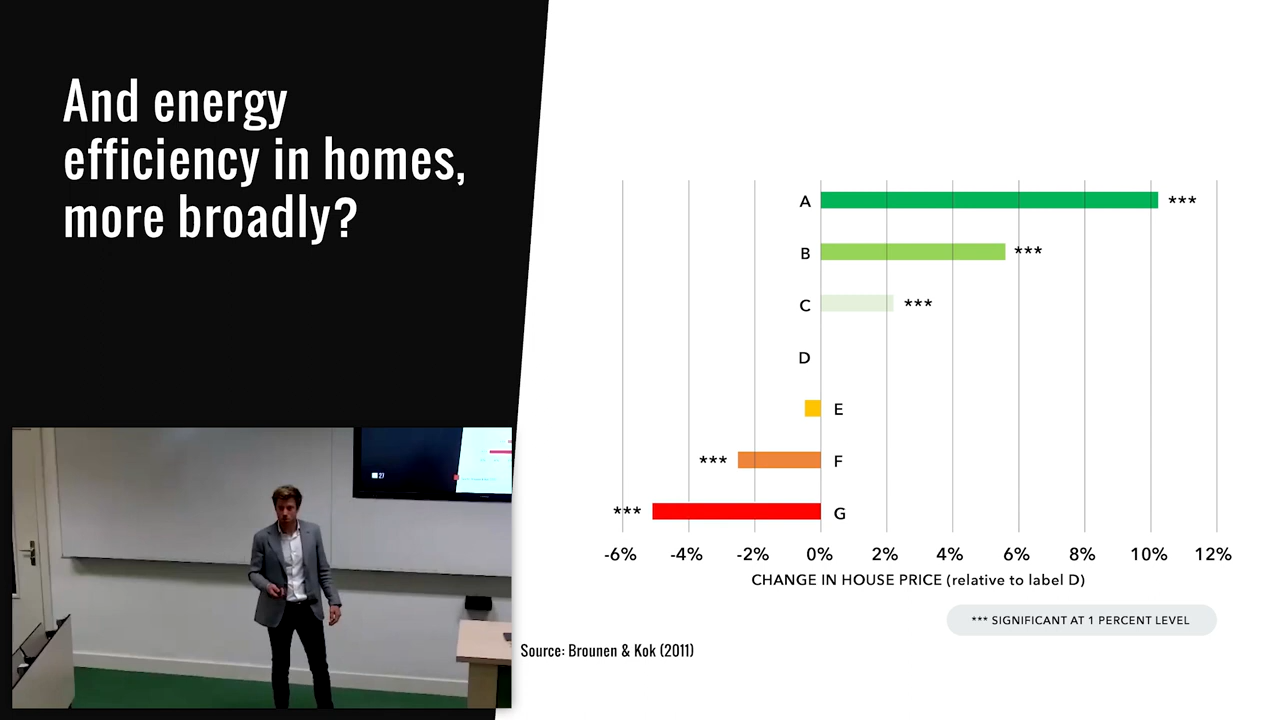 And energy
efficiency in homes,
more broadly?
A ***
B ***
C ***
D
E
*** F
*** G
-6% -4% -2% 0% 2% 4% 6% 8% 10% 12%
CHANGE IN HOUSE PRICE (relative to label D)
*** SIGNIFICANT AT 1 PERCENT LEVEL
Source: Brounen & Kok (2011)
27